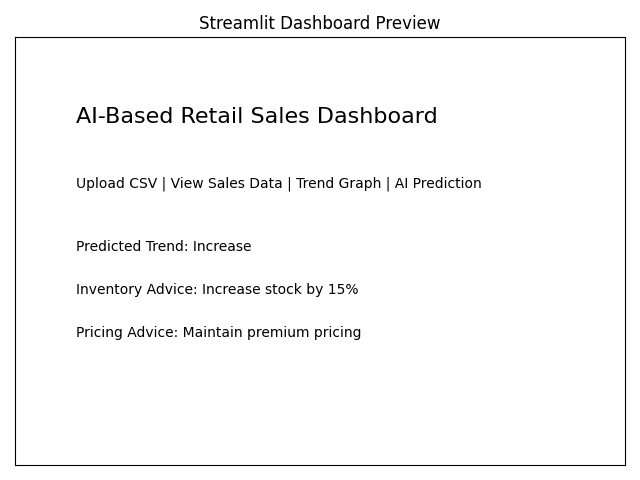 Streamlit Dashboard Preview
AI-Based Retail Sales Dashboard
Upload CSV | View Sales Data | Trend Graph | AI Prediction
Predicted Trend: Increase
Inventory Advice: Increase stock by 15%
Pricing Advice: Maintain premium pricing